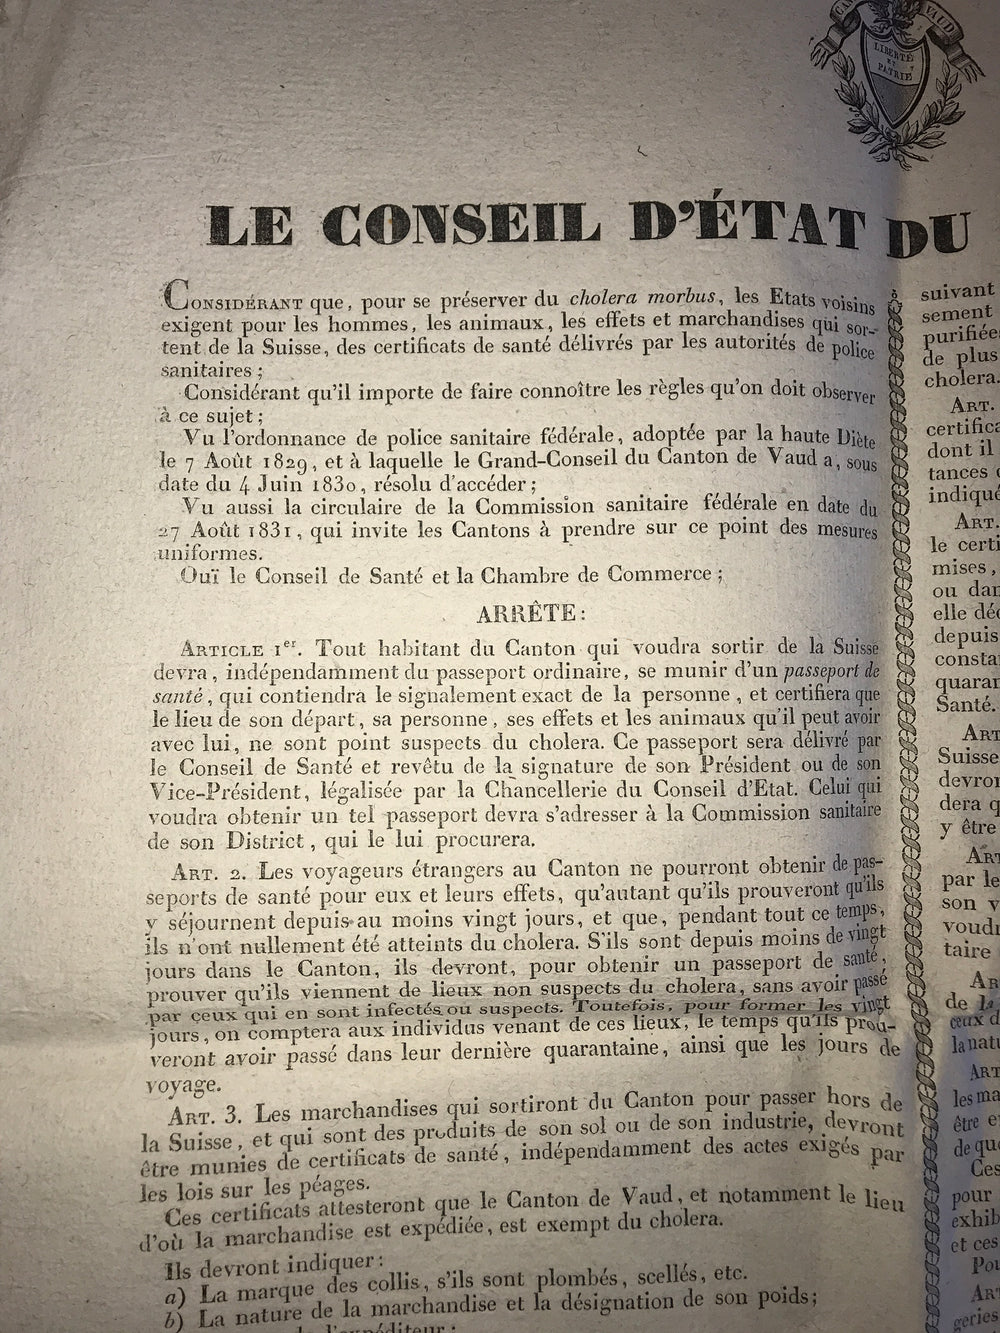 CANTON DE VAUD
LIBERTÉ
ET
PATRIE
LE CONSEIL D'ÉTAT DU
CONSIDÉRANT que, pour se préserver du cholera morbus, les Etats voisins
exigent pour les hommes, les animaux, les effets et marchandises qui sor-
tent de la Suisse, des certificats de santé délivrés par les autorités de police
sanitaires;
Considérant qu'il importe de faire connoître les règles qu'on doit observer
à ce sujet;
Vu l'ordonnance de police sanitaire fédérale, adoptée par la haute Diète
le 7 Août 1829, et à laquelle le Grand-Conseil du Canton de Vaud a, sous
date du 4 Juin 1830, résolu d'accéder;
Vu aussi la circulaire de la Commission sanitaire fédérale en date du
27 Août 1831, qui invite les Cantons à prendre sur ce point des mesures
uniformes.
Ouï le Conseil de Santé et la Chambre de Commerce;
ARRÊTE:
ARTICLE 1er. Tout habitant du Canton qui voudra sortir de la Suisse
devra, indépendamment du passeport ordinaire, se munir d'un passeport de
santé, qui contiendra le signalement exact de la personne, et certifiera que
le lieu de son départ, sa personne, ses effets et les animaux qu'il peut avoir
avec lui, ne sont point suspects du cholera. Ce passeport sera délivré par
le Conseil de Santé et revêtu de la signature de son Président ou de son
Vice-Président, légalisée par la Chancellerie du Conseil d'Etat. Celui qui
voudra obtenir un tel passeport devra s'adresser à la Commission sanitaire
de son District, qui le lui procurera.
ART. 2. Les voyageurs étrangers au Canton ne pourront obtenir de pas-
seports de santé pour eux et leurs effets, qu'autant qu'ils prouveront qu'ils
y séjournent depuis au moins vingt jours, et que, pendant tout ce temps,
ils n'ont nullement été atteints du cholera. S'ils sont depuis moins de vingt
jours dans le Canton, ils devront, pour obtenir un passeport de santé,
prouver qu'ils viennent de lieux non suspects du cholera, sans avoir passé
par ceux qui en sont infectés ou suspects. Toutefois, pour former les vingt
jours, on comptera aux individus venant de ces lieux, le temps qu'ils prou-
veront avoir passé dans leur dernière quarantaine, ainsi que les jours de
voyage.
ART. 3. Les marchandises qui sortiront du Canton pour passer hors de
la Suisse, et qui sont des produits de son sol ou de son industrie, devront
être munies de certificats de santé, indépendamment des actes exigés par
les lois sur les péages.
Ces certificats attesteront que le Canton de Vaud, et notamment le lieu
d'où la marchandise est expédiée, est exempt du cholera.
Ils devront indiquer:
a) La marque des collis, s'ils sont plombés, scellés, etc.
b) La nature de la marchandise et la désignation de son poids;
l'expéditeur;
suivant
sement
purifiées
de plus
cholera.
ART.
certifica
dont il
tances
indiqué
ART.
le certi
mises,
ou dan
elle déc
depuis
consta
quaran
Santé.
ART
Suisse
devron
dera q
y être
ART
par le
son v
voudr
taire
AR
de la
ceux d
la natu
ART
les ma
être e
de que
Ces
pour
exhib
et ces
Pou
ART
geries